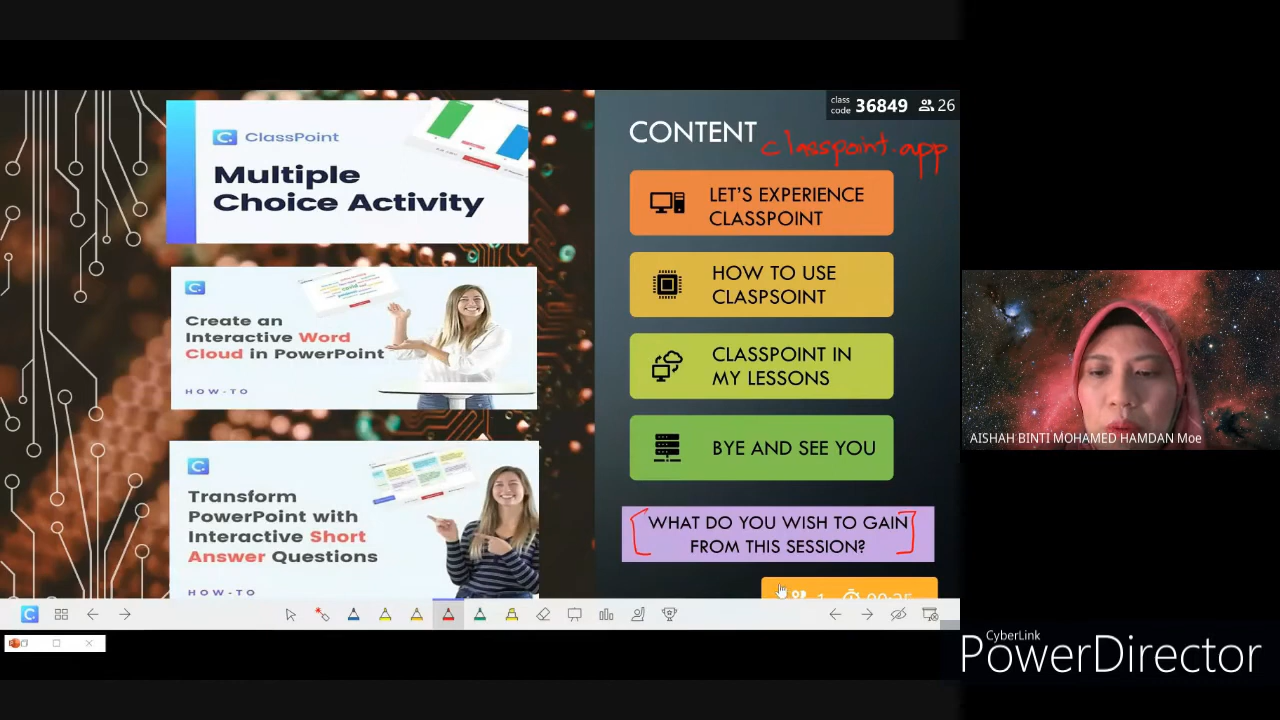 ClassPoint
Multiple
Choice Activity
Create an
Interactive Word
Cloud in PowerPoint
HOW-TO
Transform
PowerPoint with
Interactive Short
Answer Questions
HOW-TO
class
code 36849 26
CONTENT
classpoint.app
LET'S EXPERIENCE
CLASSPOINT
HOW TO USE
CLASPSOINT
CLASSPOINT IN
MY LESSONS
BYE AND SEE YOU
WHAT DO YOU WISH TO GAIN
FROM THIS SESSION?
1 00:25
AISHAH BINTI MOHAMED HAMDAN Moe
CyberLink
PowerDirector